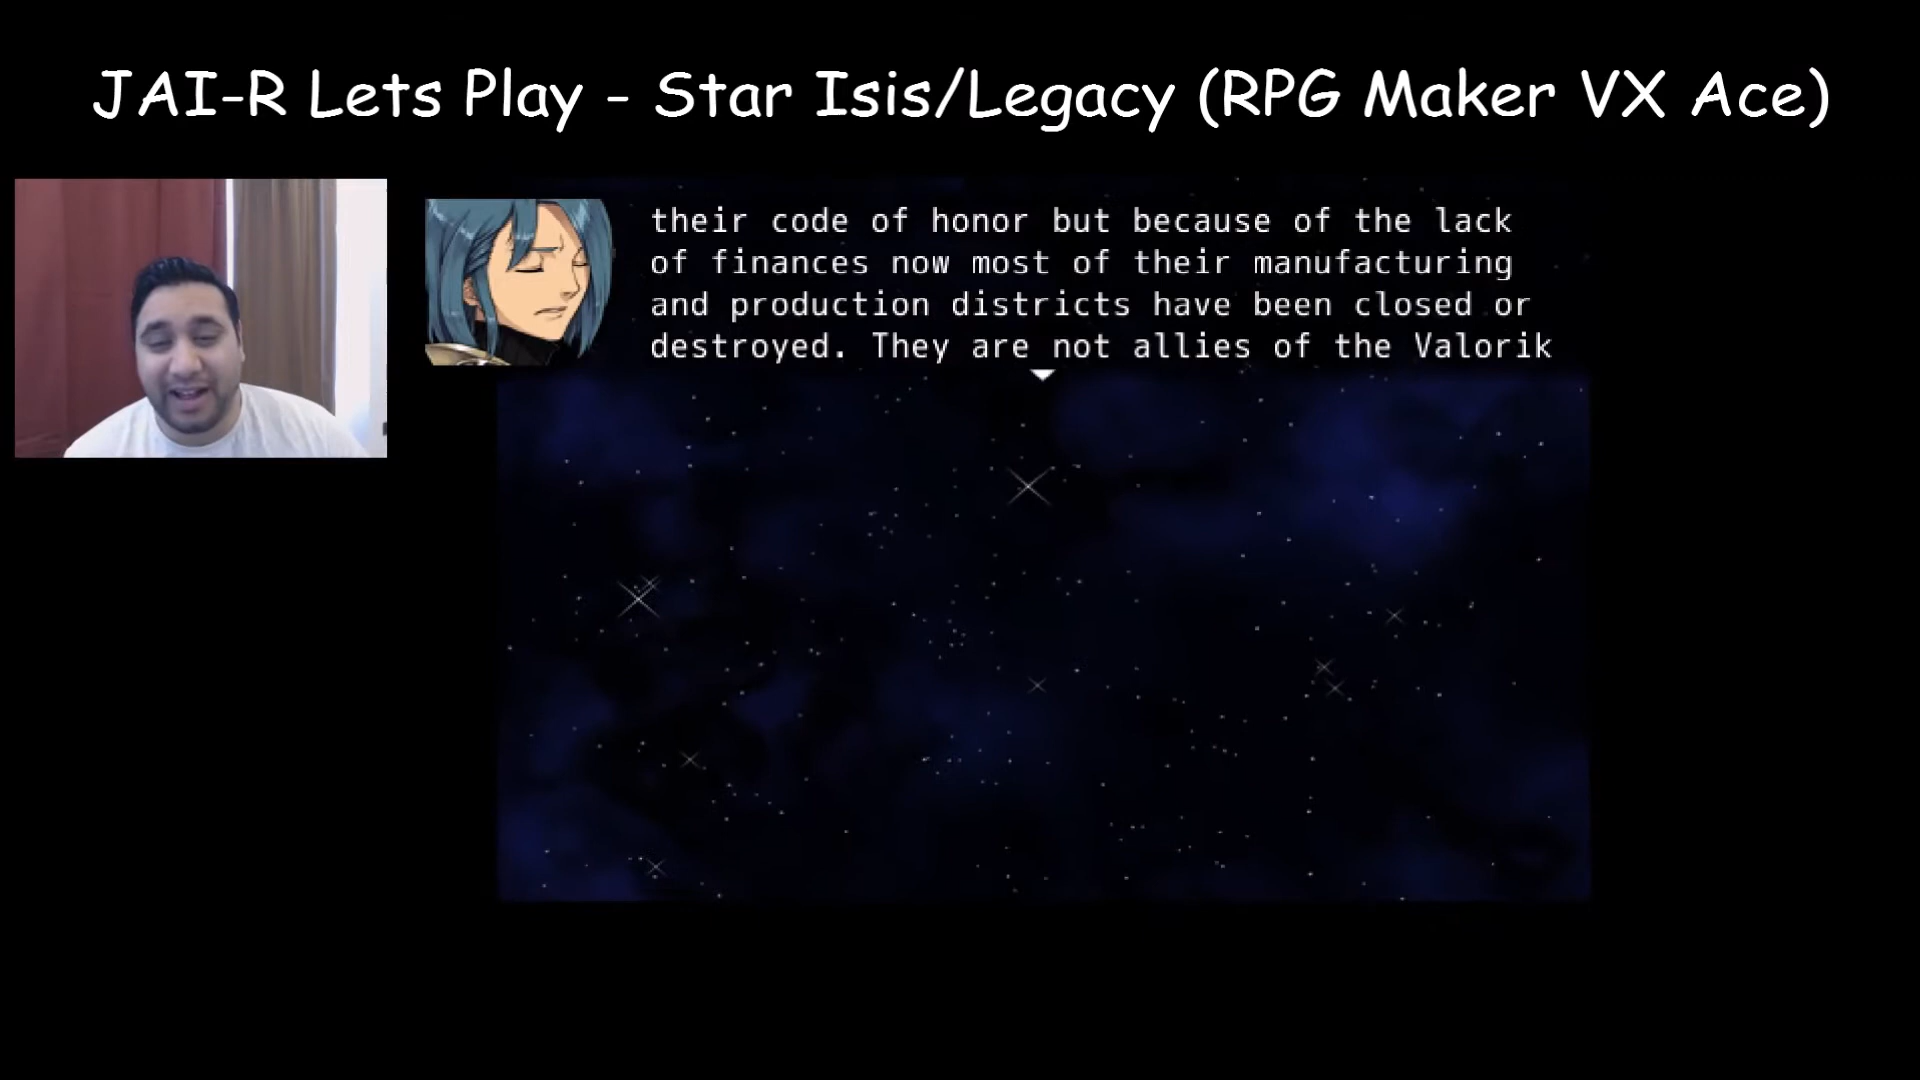 JAI-R Lets Play - Star Isis/Legacy (RPG Maker VX Ace)
their code of honor but because of the lack
of finances now most of their manufacturing
and production districts have been closed or
destroyed. They are not allies of the Valorik